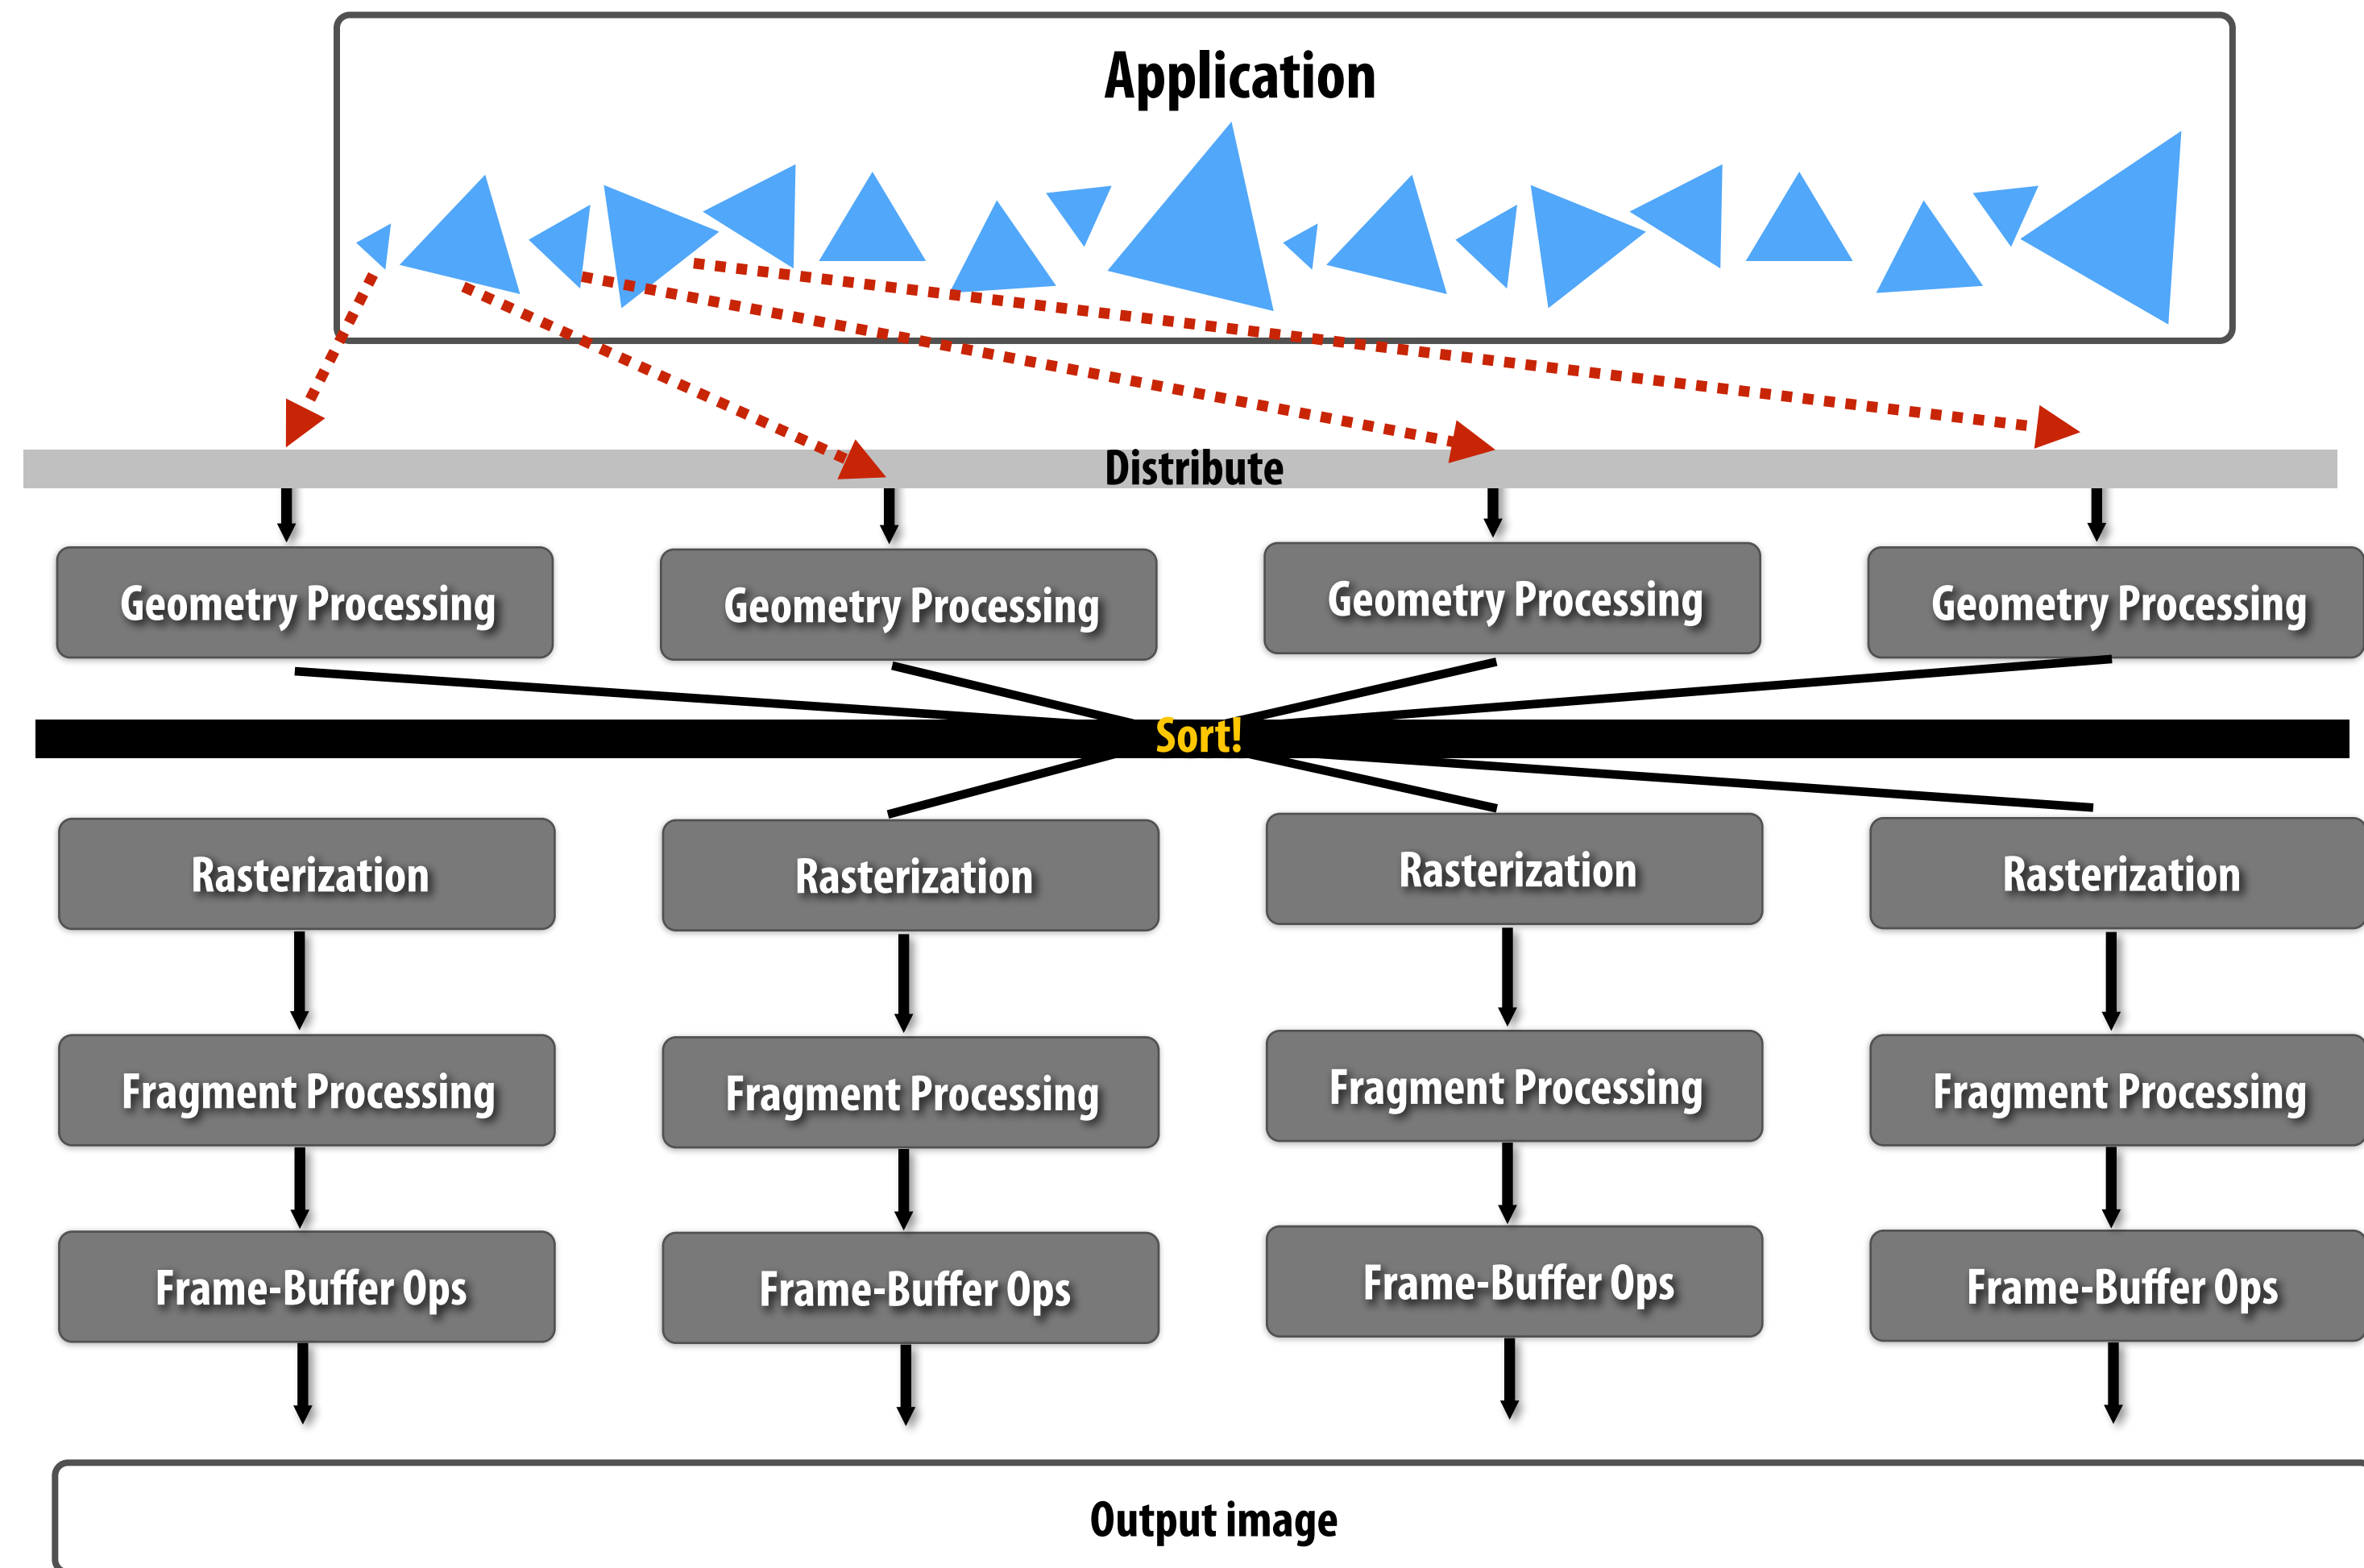 Application
Distribute
Geometry Processing
Geometry Processing
Geometry Processing
Geometry Processing
Sort!
Rasterization
Rasterization
Rasterization
Rasterization
Fragment Processing
Fragment Processing
Fragment Processing
Fragment Processing
Frame-Buffer Ops
Frame-Buffer Ops
Frame-Buffer Ops
Frame-Buffer Ops
Output image